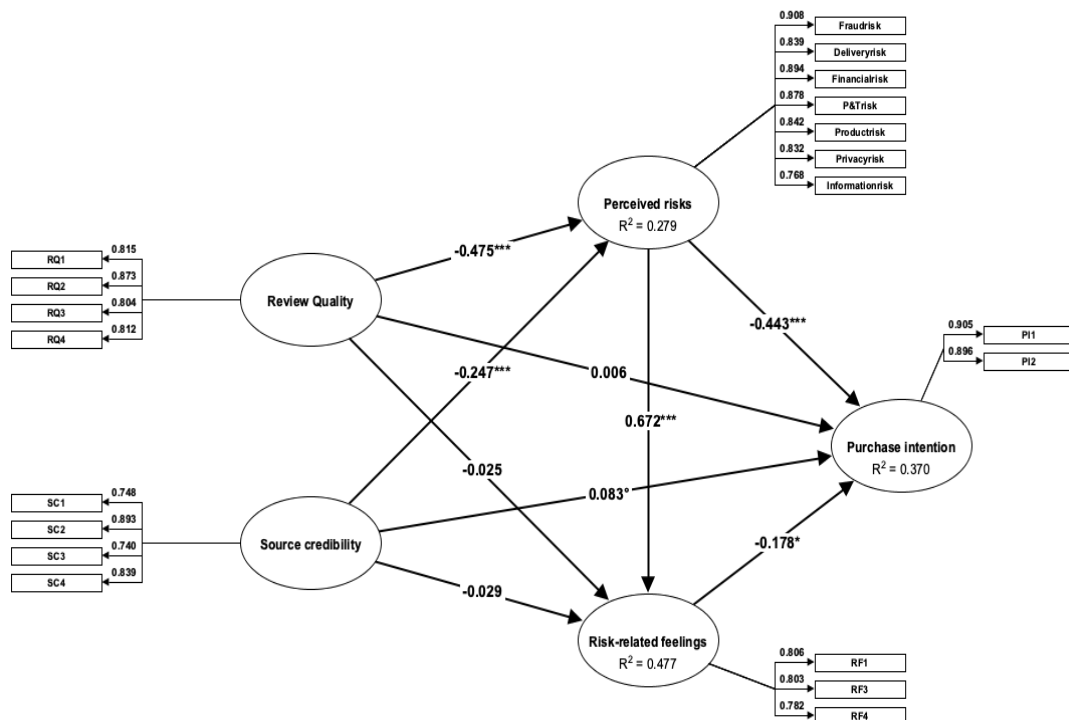 0.908
Fraudrisk
0.839
Deliveryrisk
0.894
Financialrisk
0.878
P&Trisk
0.842
Productrisk
0.832
Privacyrisk
0.768
Informationrisk
Perceived risks
R² = 0.279
0.815
RQ1
0.873
RQ2
0.804
RQ3
0.812
RQ4
Review Quality
-0.475***
-0.247***
0.006
-0.443***
0.672***
-0.025
0.083°
-0.029
-0.178*
0.905
PI1
0.896
PI2
Purchase intention
R² = 0.370
0.748
SC1
0.893
SC2
0.740
SC3
0.839
SC4
Source credibility
Risk-related feelings
R² = 0.477
0.806
RF1
0.803
RF3
0.782
RF4